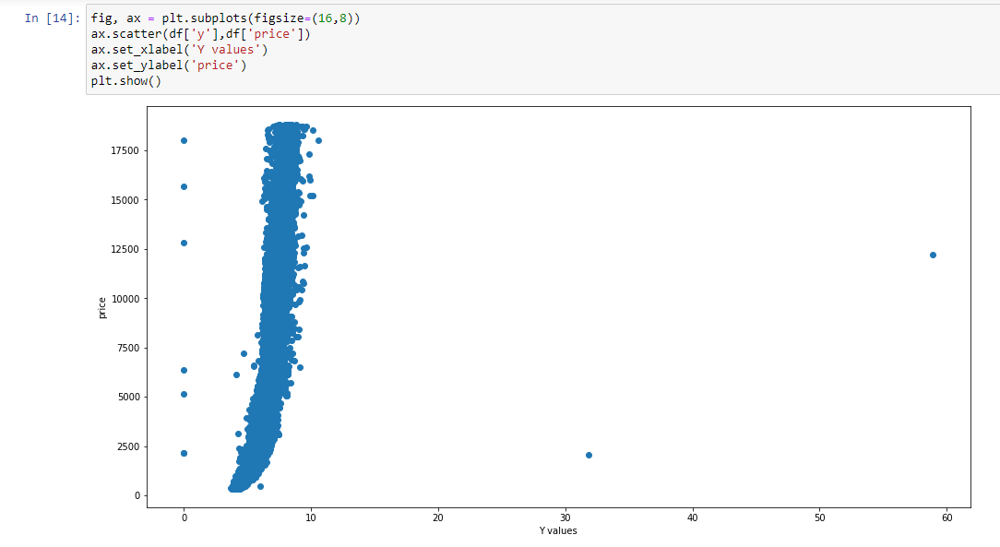 In [14]: fig, ax = plt.subplots(figsize=(16,8))
ax.scatter(df['y'],df['price'])
ax.set_xlabel('Y values')
ax.set_ylabel('price')
plt.show()
17500
15000
12500
10000
7500
5000
2500
0
price
0 10 20 30 40 50 60
Y values